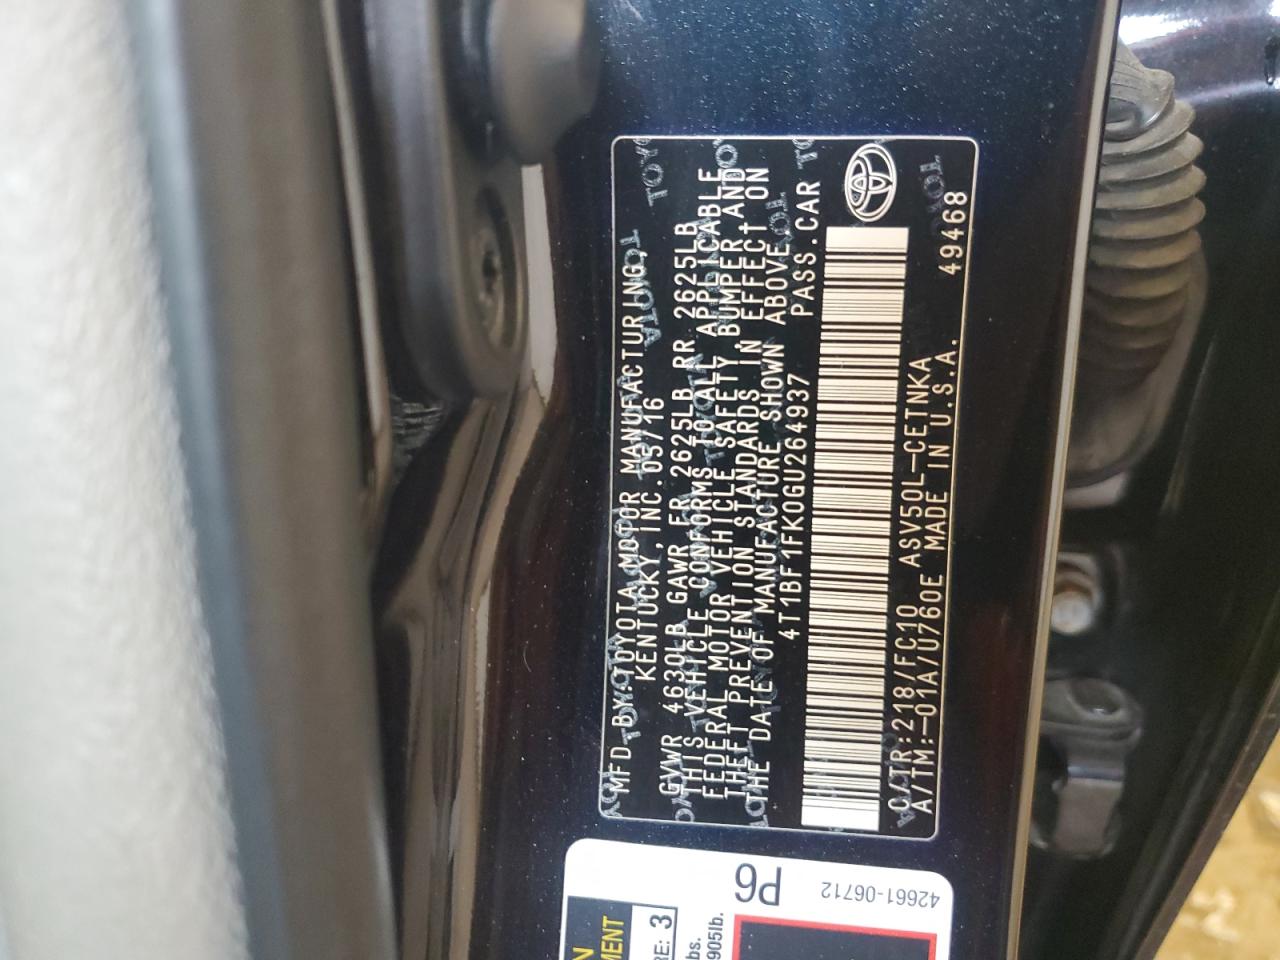 MFD. BY: TOYOTA MOTOR MANUFACTURING,
KENTUCKY, INC. 05/16
GVWR 4630LB GAWR FR 2625LB RR 2625LB
THIS VEHICLE CONFORMS TO ALL APPLICABLE
FEDERAL MOTOR VEHICLE SAFETY, BUMPER AND
THEFT PREVENTION STANDARDS IN EFFECT ON
THE DATE OF MANUFACTURE SHOWN ABOVE.
4T1BF1FK0GU264937 PASS.CAR
C/TR:218/FC10 ASV50L-CETNKA
A/TM:-01A/U760E MADE IN U.S.A. 49468
P6
42661-06712
3
905lb.